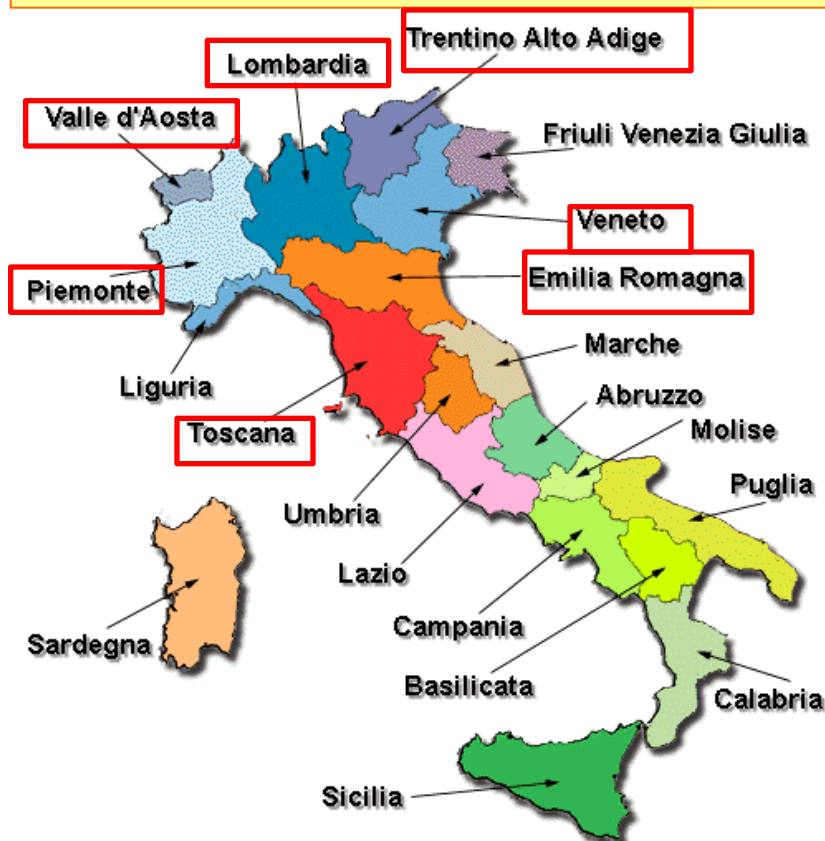 Trentino Alto Adige
Lombardia
Valle d'Aosta
Friuli Venezia Giulia
Veneto
Emilia Romagna
Piemonte
Marche
Liguria
Abruzzo
Toscana
Molise
Puglia
Umbria
Lazio
Campania
Sardegna
Basilicata
Calabria
Sicilia